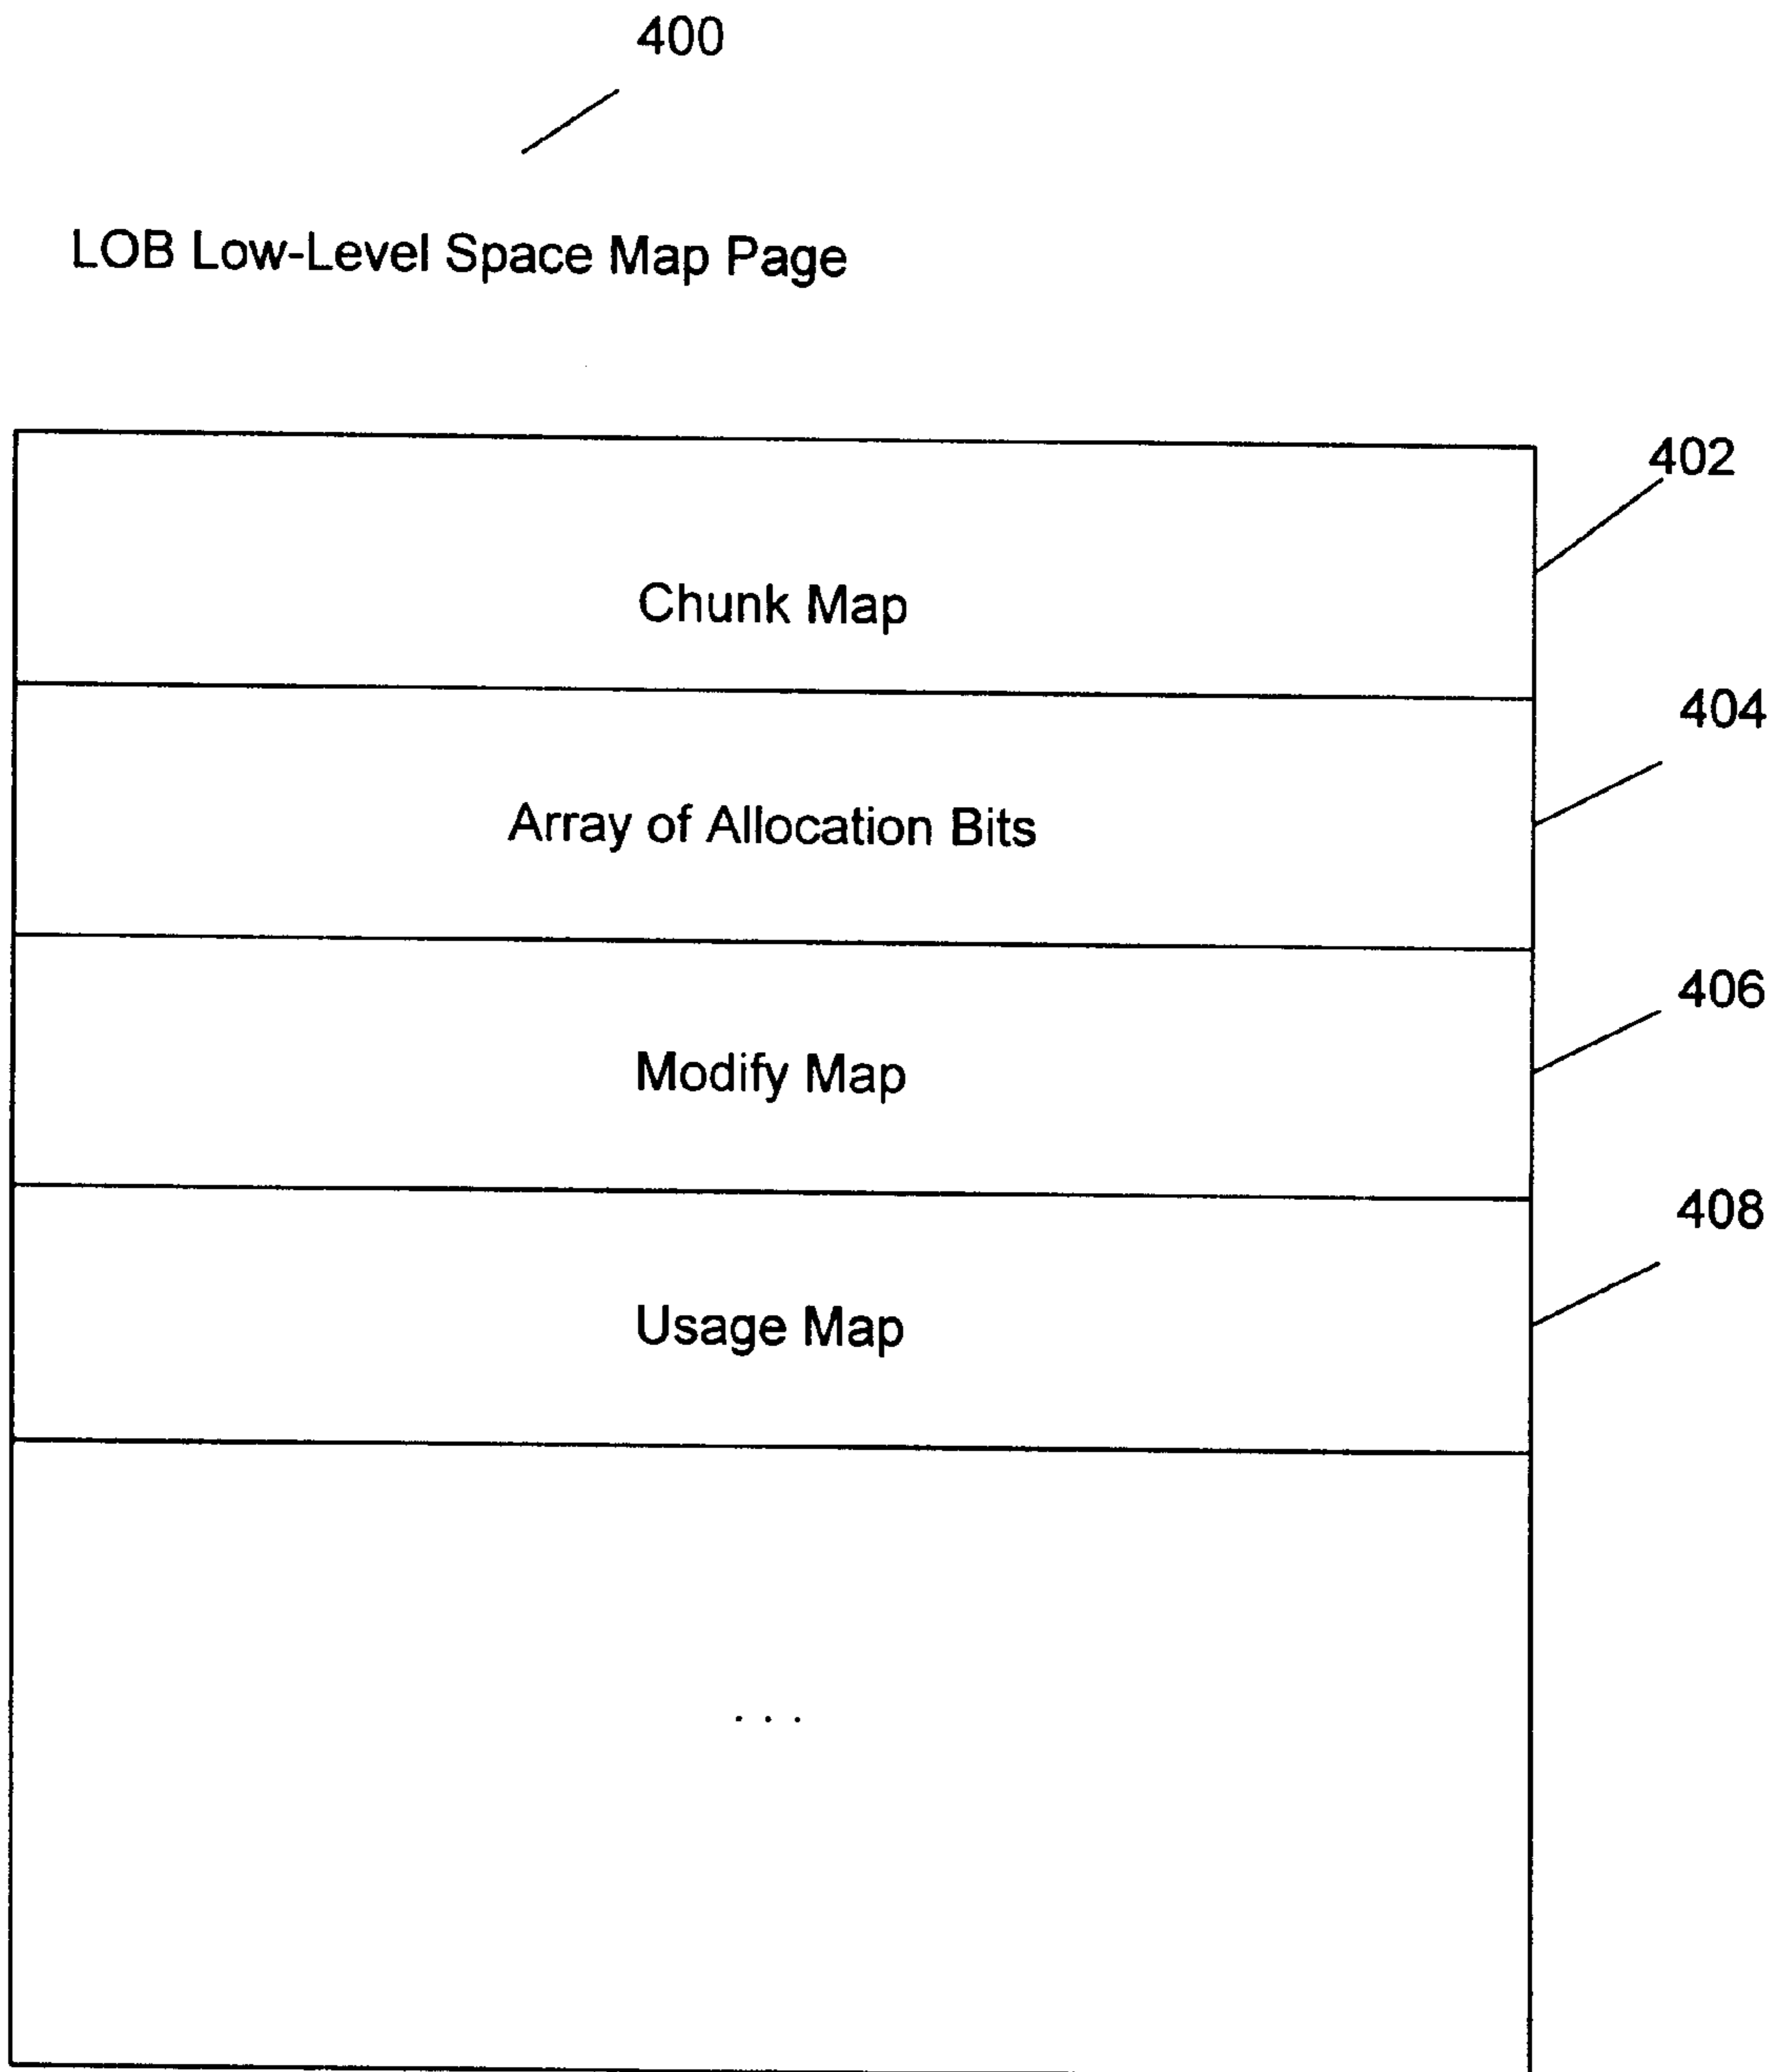 400
LOB Low-Level Space Map Page
402
Chunk Map
404
Array of Allocation Bits
406
Modify Map
408
Usage Map
. . .